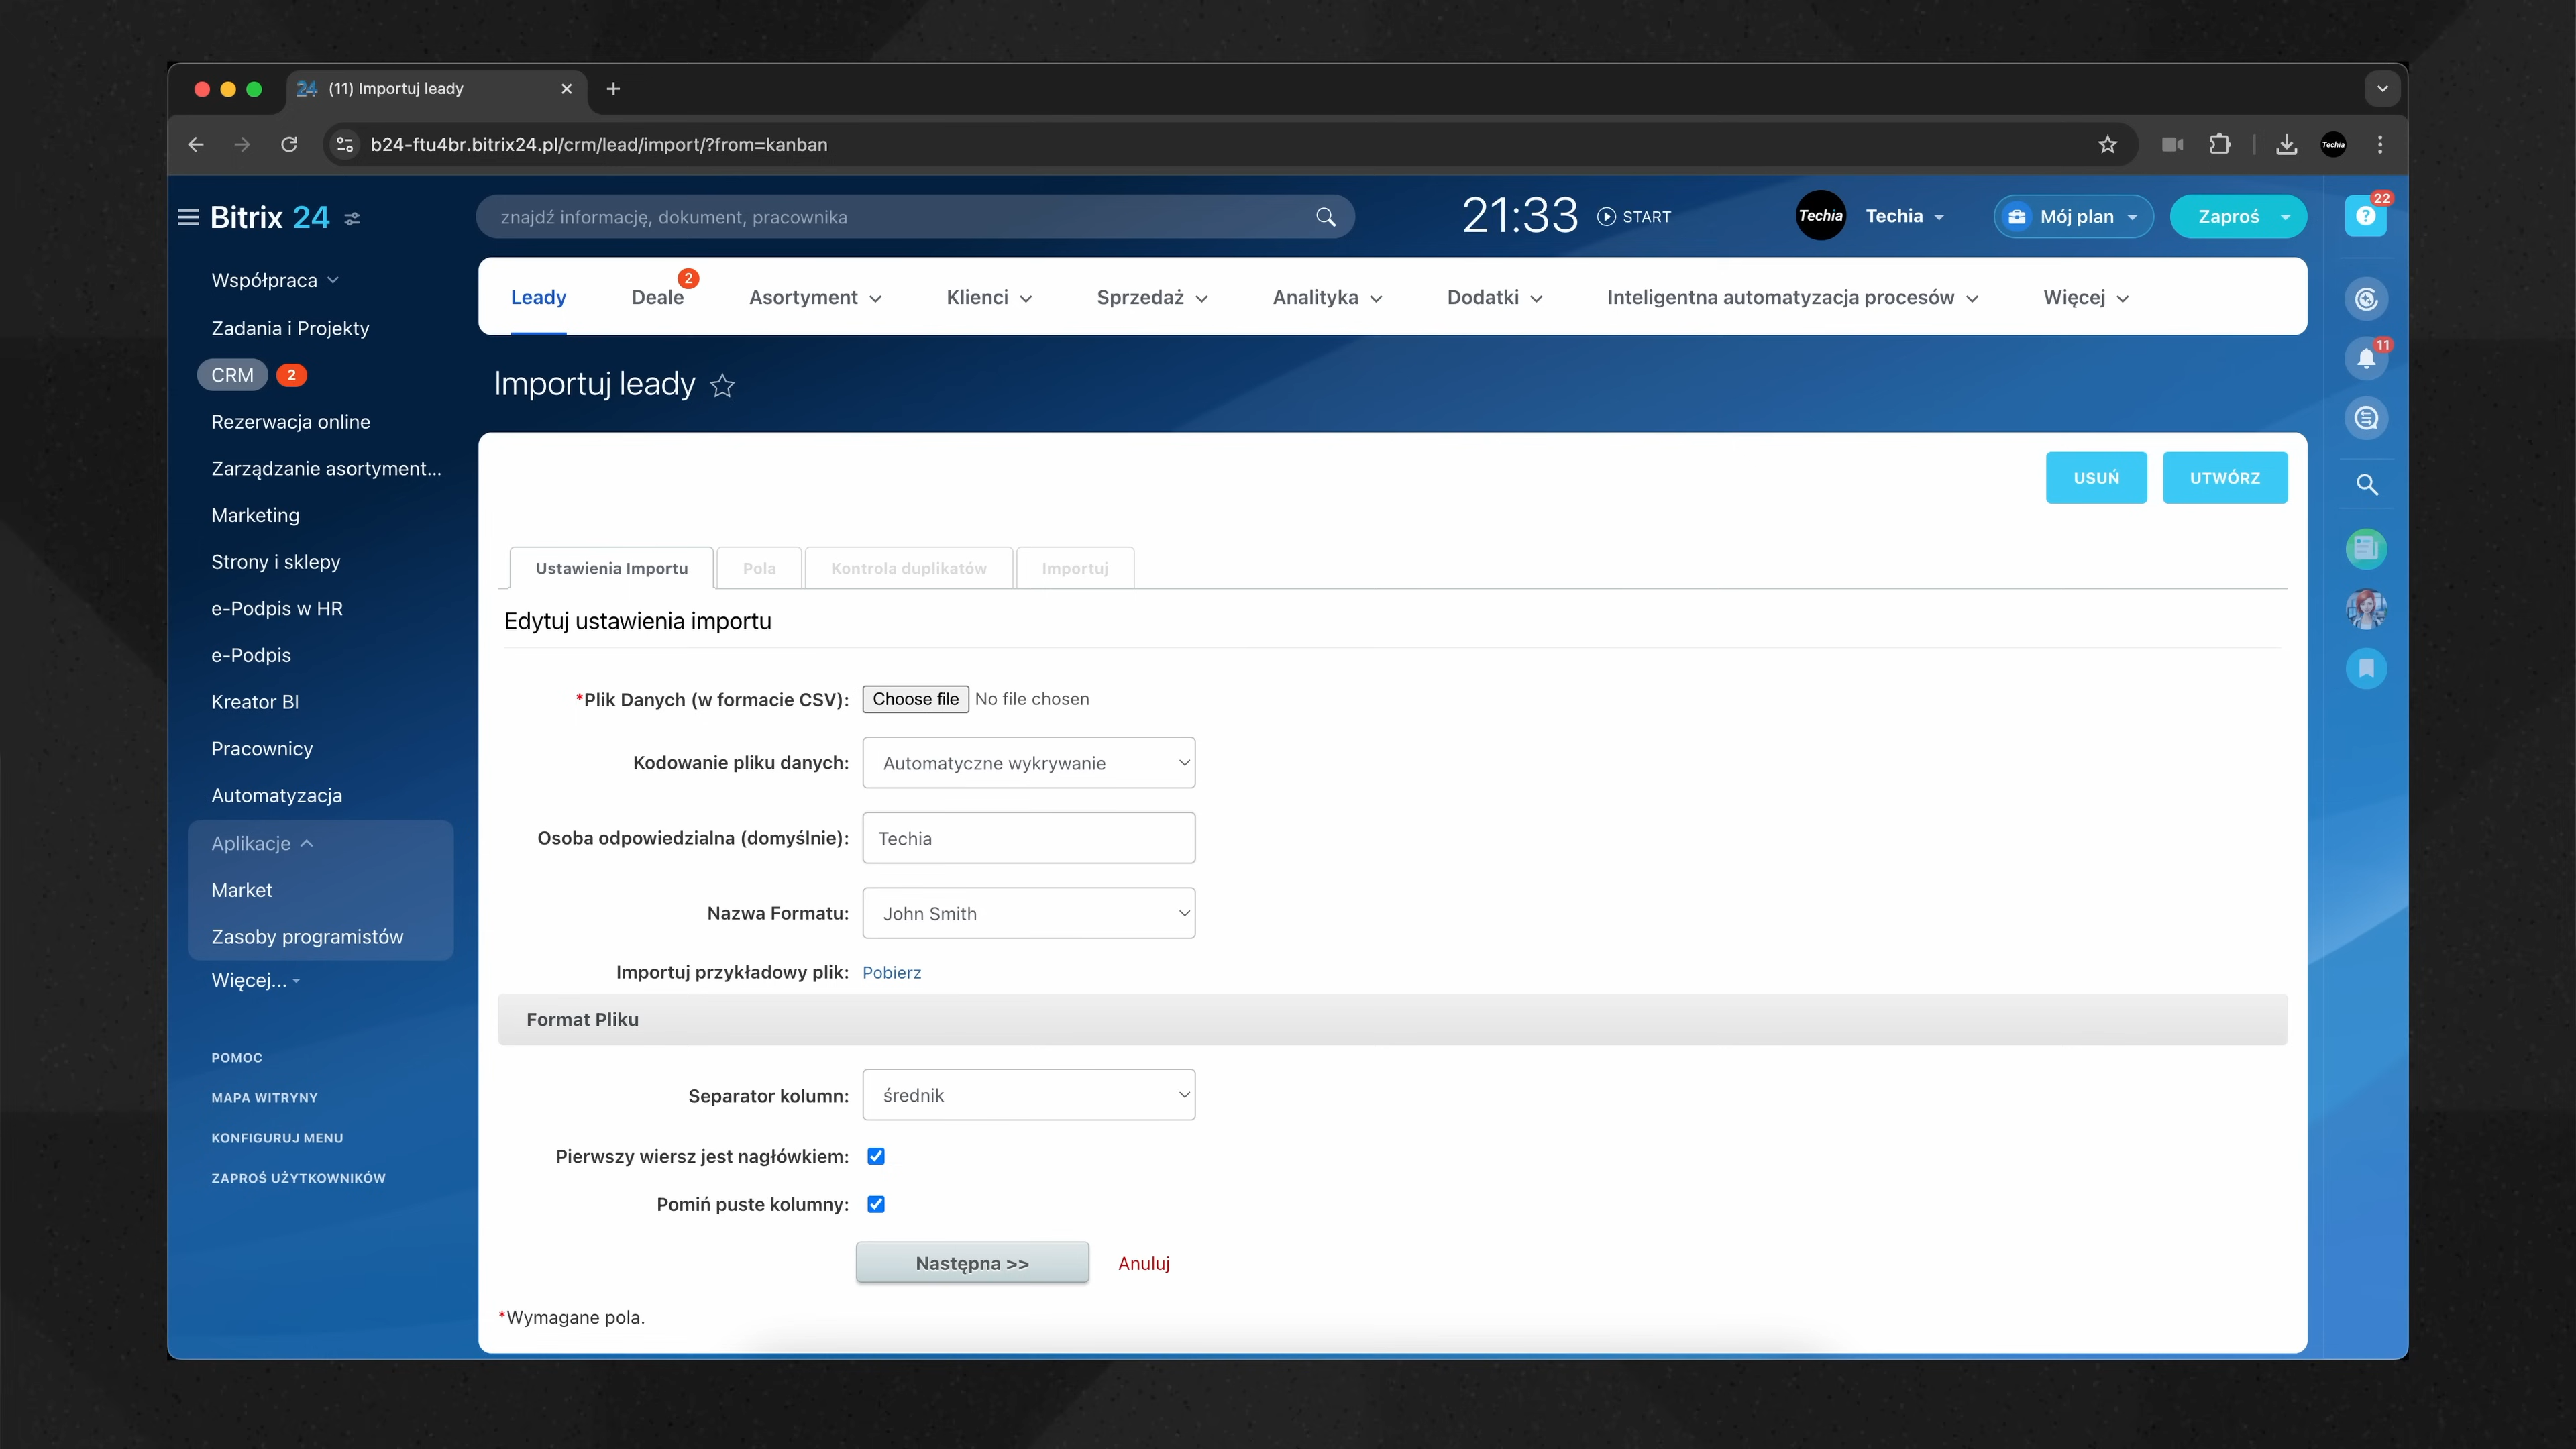 (11) Importuj leady
b24-ftu4br.bitrix24.pl/crm/lead/import/?from=kanban
Techia
Bitrix 24
znajdź informację, dokument, pracownika
21:33
START
Techia
Techia
Mój plan
Zaproś
22
Współpraca
Zadania i Projekty
CRM
2
Rezerwacja online
Zarządzanie asortyment...
Marketing
Strony i sklepy
e-Podpis w HR
e-Podpis
Kreator BI
Pracownicy
Automatyzacja
Aplikacje
Market
Zasoby programistów
Więcej...
POMOC
MAPA WITRYNY
KONFIGURUJ MENU
ZAPROŚ UŻYTKOWNIKÓW
Leady
Deale
2
Asortyment
Klienci
Sprzedaż
Analityka
Dodatki
Inteligentna automatyzacja procesów
Więcej
11
Importuj leady
USUŃ
UTWÓRZ
Ustawienia Importu
Pola
Kontrola duplikatów
Importuj
Edytuj ustawienia importu
*Plik Danych (w formacie CSV): Choose file No file chosen
Kodowanie pliku danych: Automatyczne wykrywanie
Osoba odpowiedzialna (domyślnie): Techia
Nazwa Formatu: John Smith
Importuj przykładowy plik: Pobierz
Format Pliku
Separator kolumn: średnik
Pierwszy wiersz jest nagłówkiem:
Pomiń puste kolumny:
Następna >>
Anuluj
*Wymagane pola.